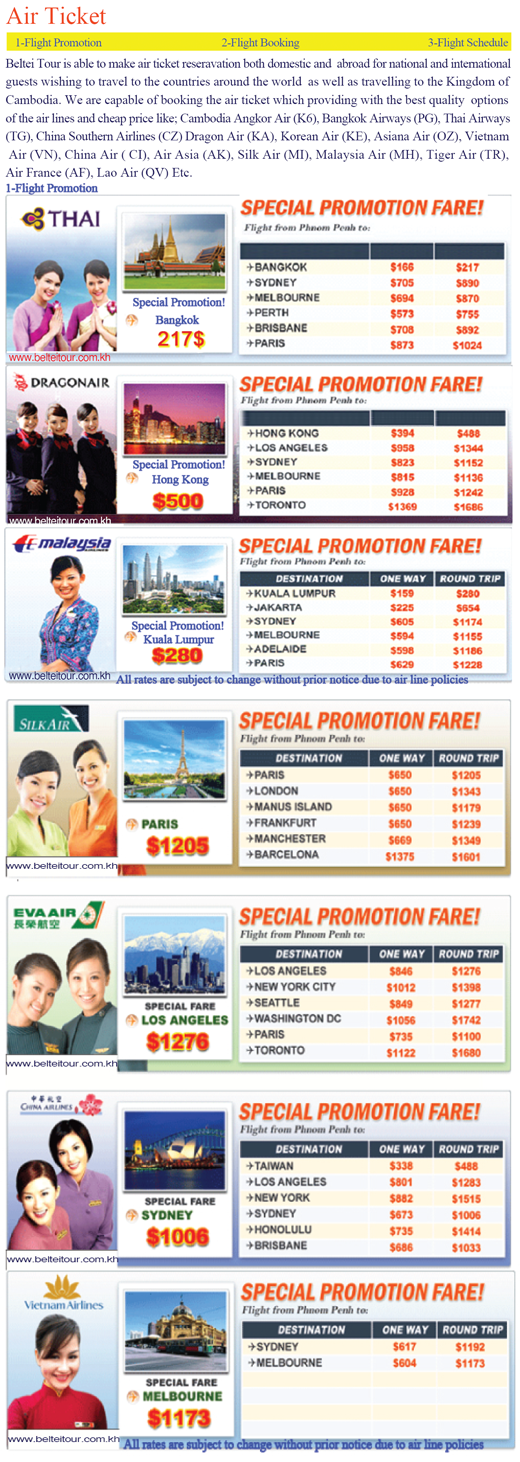 Air Ticket
1-Flight Promotion 2-Flight Booking 3-Flight Schedule
Beltei Tour is able to make air ticket reseravation both domestic and abroad for national and international
guests wishing to travel to the countries around the world as well as travelling to the Kingdom of
Cambodia. We are capable of booking the air ticket which providing with the best quality options
of the air lines and cheap price like; Cambodia Angkor Air (K6), Bangkok Airways (PG), Thai Airways
(TG), China Southern Airlines (CZ) Dragon Air (KA), Korean Air (KE), Asiana Air (OZ), Vietnam
Air (VN), China Air ( CI), Air Asia (AK), Silk Air (MI), Malaysia Air (MH), Tiger Air (TR),
Air France (AF), Lao Air (QV) Etc.
1-Flight Promotion
THAI
Special Promotion!
Bangkok
217$
www.belteitour.com.kh
SPECIAL PROMOTION FARE!
Flight from Phnom Penh to:
BANGKOK $166 $217
SYDNEY $705 $890
MELBOURNE $694 $870
PERTH $573 $755
BRISBANE $708 $892
PARIS $873 $1024
DRAGONAIR
Special Promotion!
Hong Kong
$500
www.belteitour.com.kh
SPECIAL PROMOTION FARE!
Flight from Phnom Penh to:
HONG KONG $394 $488
LOS ANGELES $958 $1344
SYDNEY $823 $1152
MELBOURNE $815 $1136
PARIS $928 $1242
TORONTO $1369 $1686
malaysia
AIRLINES
Special Promotion!
Kuala Lumpur
$280
www.belteitour.com.kh
SPECIAL PROMOTION FARE!
Flight from Phnom Penh to:
DESTINATION ONE WAY ROUND TRIP
KUALA LUMPUR $159 $280
JAKARTA $225 $654
SYDNEY $605 $1174
MELBOURNE $594 $1155
ADELAIDE $598 $1186
PARIS $629 $1228
All rates are subject to change without prior notice due to air line policies
SILKAIR
PARIS
$1205
www.belteitour.com.kh
SPECIAL PROMOTION FARE!
Flight from Phnom Penh to:
DESTINATION ONE WAY ROUND TRIP
PARIS $650 $1205
LONDON $650 $1343
MANUS ISLAND $650 $1179
FRANKFURT $650 $1239
MANCHESTER $669 $1349
BARCELONA $1375 $1601
EVA AIR
長榮航空
SPECIAL FARE
LOS ANGELES
$1276
www.belteitour.com.kh
SPECIAL PROMOTION FARE!
Flight from Phnom Penh to:
DESTINATION ONE WAY ROUND TRIP
LOS ANGELES $846 $1276
NEW YORK CITY $1012 $1398
SEATTLE $849 $1277
WASHINGTON DC $1056 $1742
PARIS $735 $1100
TORONTO $1122 $1680
中華航空
CHINA AIRLINES
SPECIAL FARE
SYDNEY
$1006
www.belteitour.com.kh
SPECIAL PROMOTION FARE!
Flight from Phnom Penh to:
DESTINATION ONE WAY ROUND TRIP
TAIWAN $338 $488
LOS ANGELES $801 $1283
NEW YORK $882 $1515
SYDNEY $673 $1006
HONOLULU $735 $1414
BRISBANE $686 $1033
Vietnam Airlines
SPECIAL FARE
MELBOURNE
$1173
www.belteitour.com.kh
SPECIAL PROMOTION FARE!
Flight from Phnom Penh to:
DESTINATION ONE WAY ROUND TRIP
SYDNEY $617 $1192
MELBOURNE $604 $1173
All rates are subject to change without prior notice due to air line policies